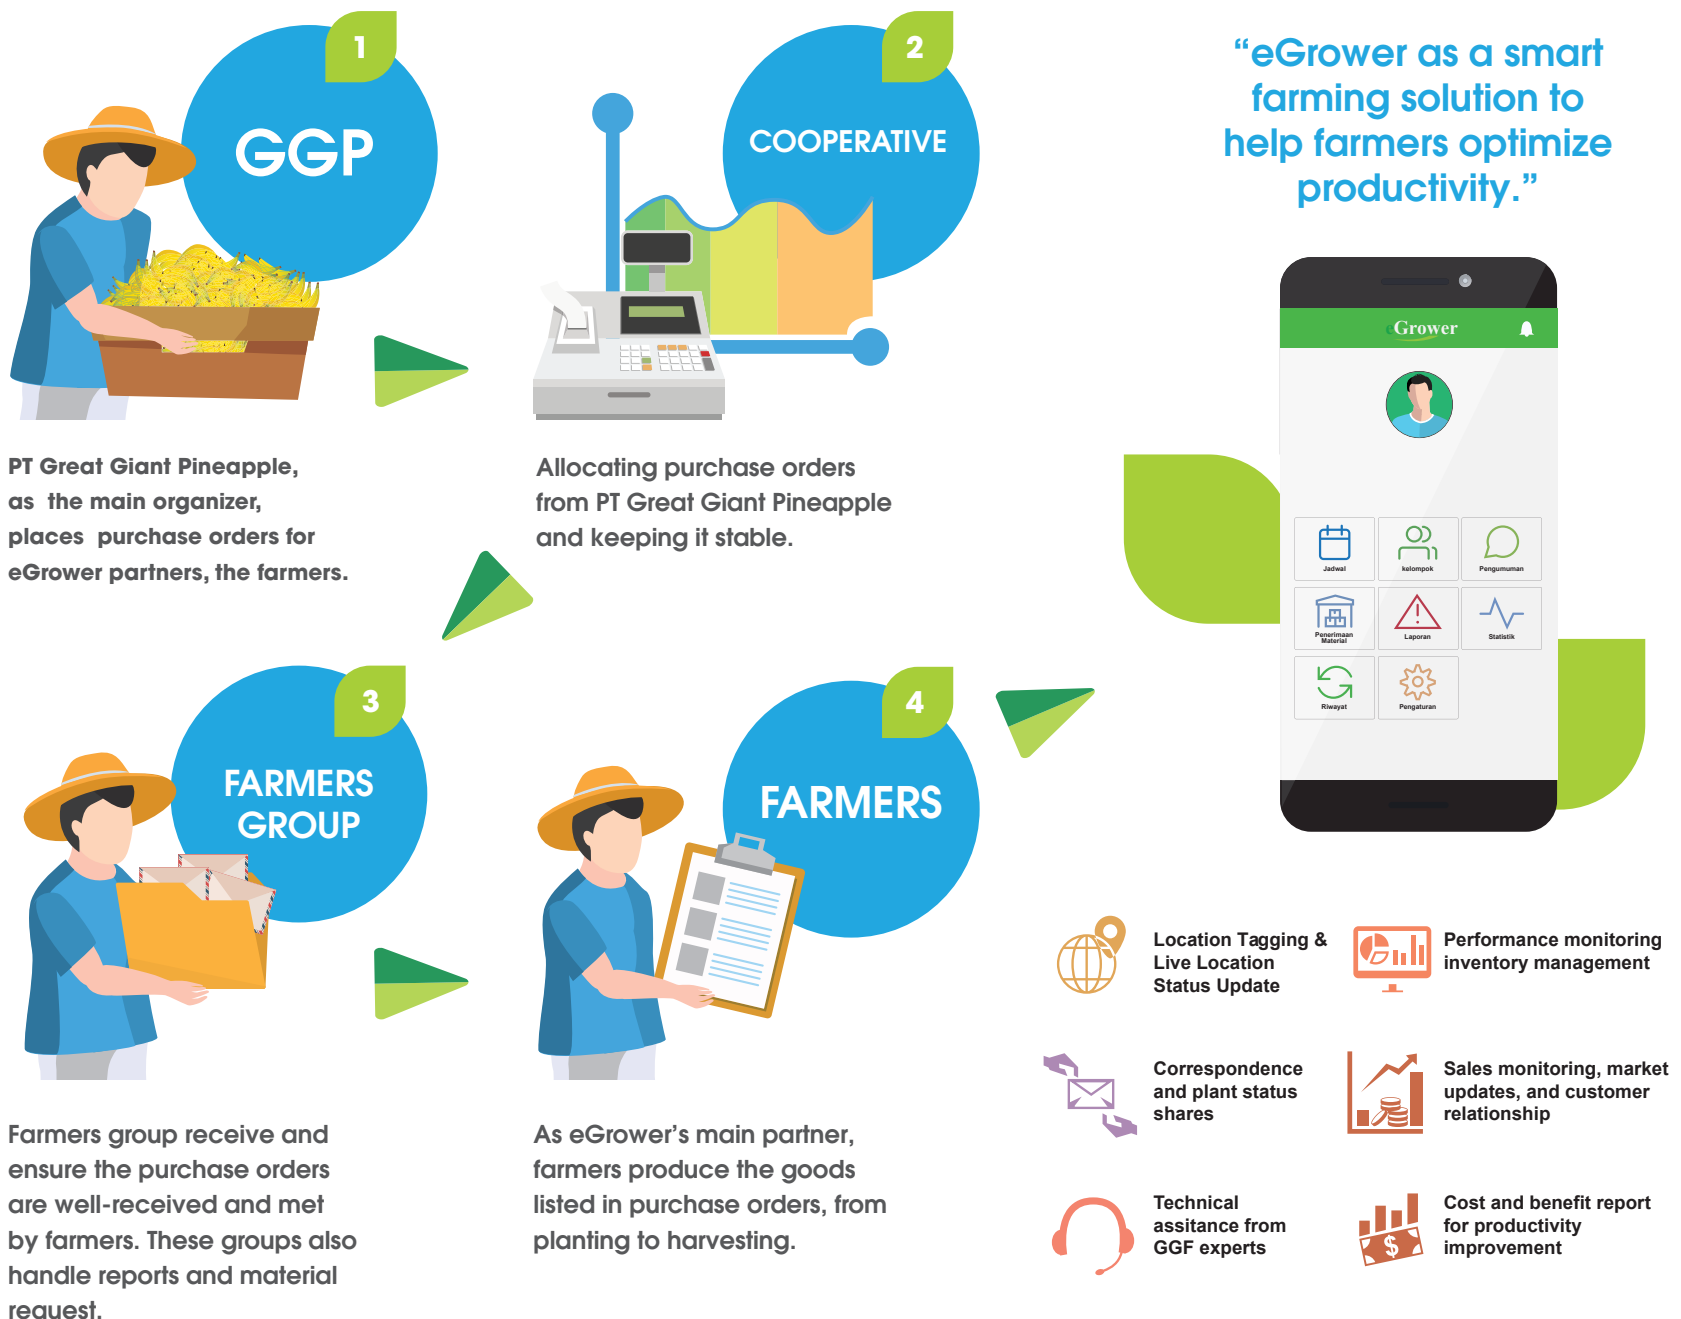 1
GGP
PT Great Giant Pineapple,
as the main organizer,
places purchase orders for
eGrower partners, the farmers.
2
COOPERATIVE
Allocating purchase orders
from PT Great Giant Pineapple
and keeping it stable.
3
FARMERS
GROUP
Farmers group receive and
ensure the purchase orders
are well-received and met
by farmers. These groups also
handle reports and material
request.
4
FARMERS
As eGrower’s main partner,
farmers produce the goods
listed in purchase orders, from
planting to harvesting.
“eGrower as a smart
farming solution to
help farmers optimize
productivity.”
eGrower
Jadwal
kelompok
Pengumuman
Penerimaan
Material
Laporan
Statistik
Riwayat
Pengaturan
Location Tagging &
Live Location
Status Update
Performance monitoring
inventory management
Correspondence
and plant status
shares
Sales monitoring, market
updates, and customer
relationship
Technical
assitance from
GGF experts
$
Cost and benefit report
for productivity
improvement